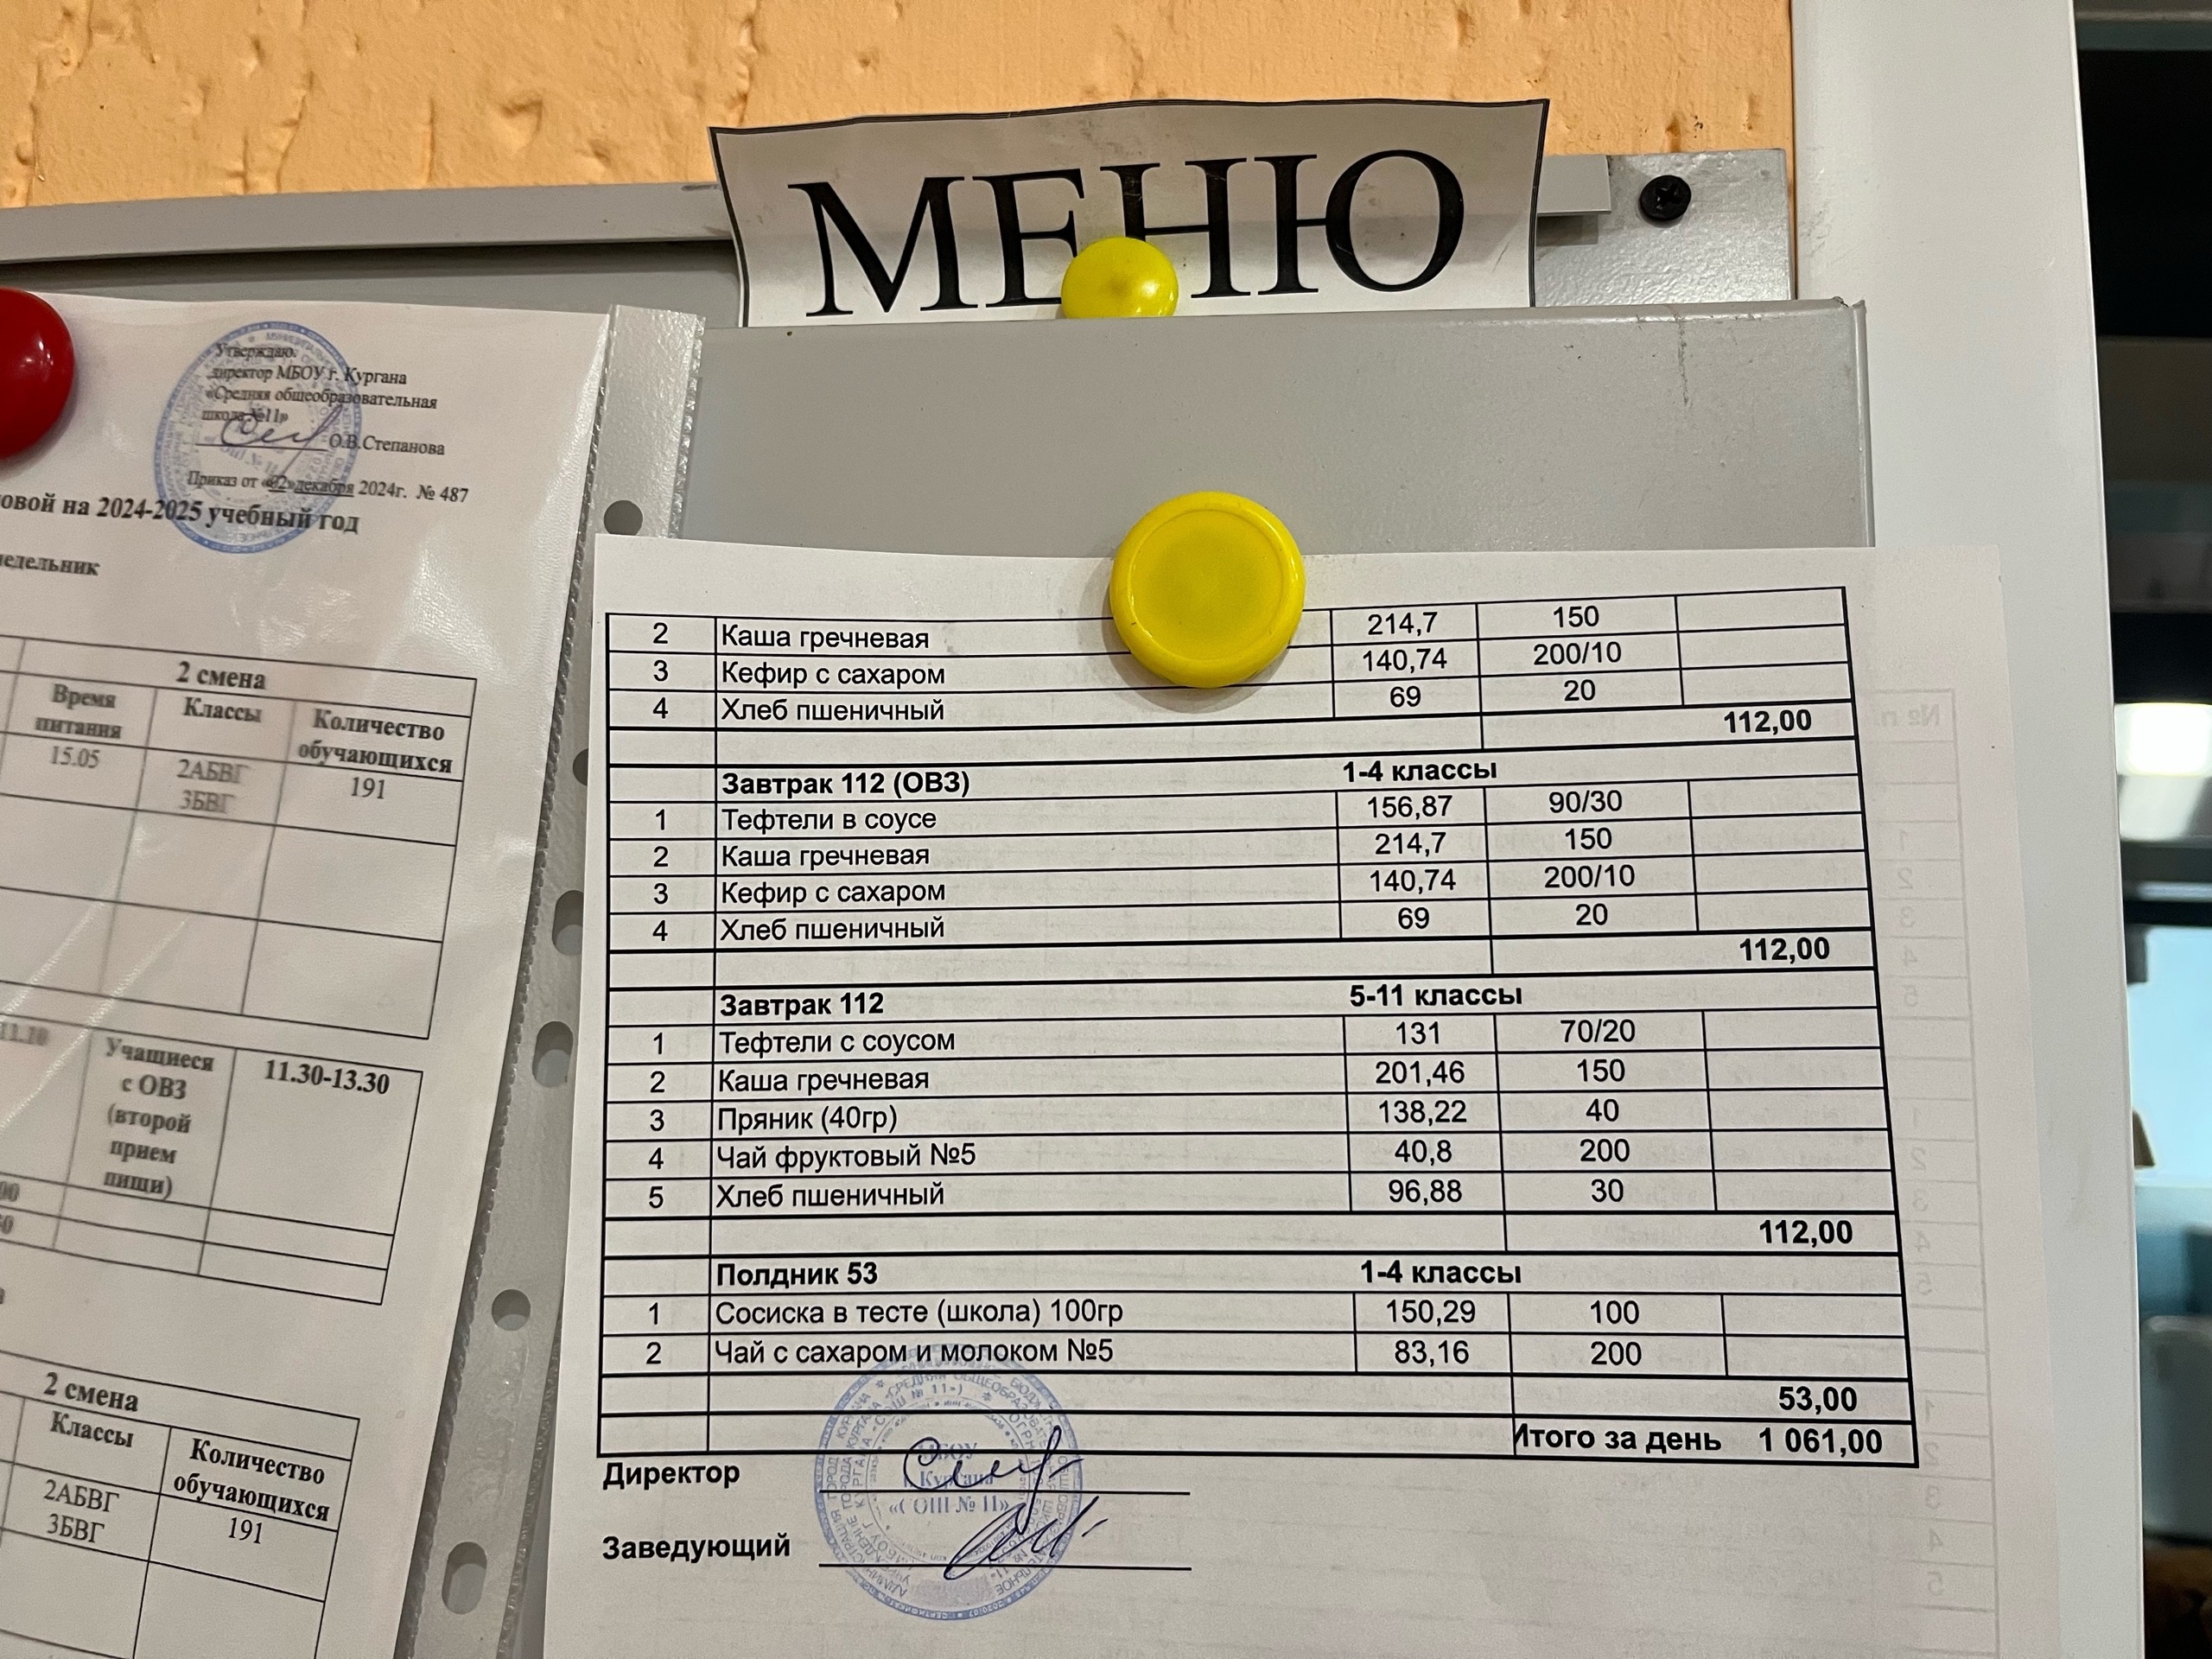 МЕНЮ
Утверждаю.
директор МБОУ г. Кургана
«Средняя общеобразовательная
школа №11»
О.В.Степанова
Приказ от «02»декабря 2024г. № 487
овой на 2024-2025 учебный год
недельник
2 смена
Время питания Классы Количество обучающихся
15.05 2АБВГ 191
3БВГ
11.10 Учащиеся 11.30-13.30
с ОВЗ
(второй
прием
пищи)
2 смена
Классы Количество
обучающихся
2АБВГ 191
3БВГ
2 Каша гречневая 214,7 150
3 Кефир с сахаром 140,74 200/10
4 Хлеб пшеничный 69 20
112,00
Завтрак 112 (ОВЗ) 1-4 классы
1 Тефтели в соусе 156,87 90/30
2 Каша гречневая 214,7 150
3 Кефир с сахаром 140,74 200/10
4 Хлеб пшеничный 69 20
112,00
Завтрак 112 5-11 классы
1 Тефтели с соусом 131 70/20
2 Каша гречневая 201,46 150
3 Пряник (40гр) 138,22 40
4 Чай фруктовый №5 40,8 200
5 Хлеб пшеничный 96,88 30
112,00
Полдник 53 1-4 классы
1 Сосиска в тесте (школа) 100гр 150,29 100
2 Чай с сахаром и молоком №5 83,16 200
53,00
Итого за день 1 061,00
Директор
МБОУ
г. Кургана
«СОШ № 11»
Заведующий